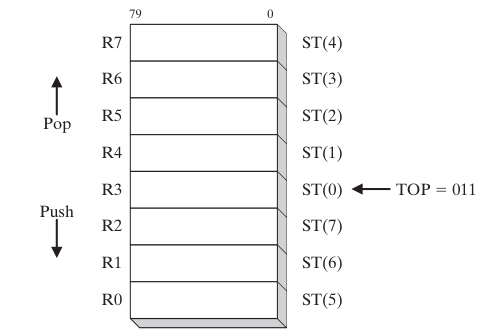 79 0
R7 ST(4)
R6 ST(3)
R5 ST(2)
Pop
R4 ST(1)
R3 ST(0) TOP = 011
Push
R2 ST(7)
R1 ST(6)
R0 ST(5)